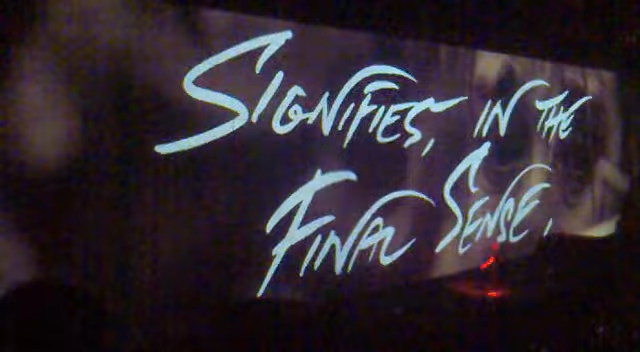 Signifies, in the
Final Sense,